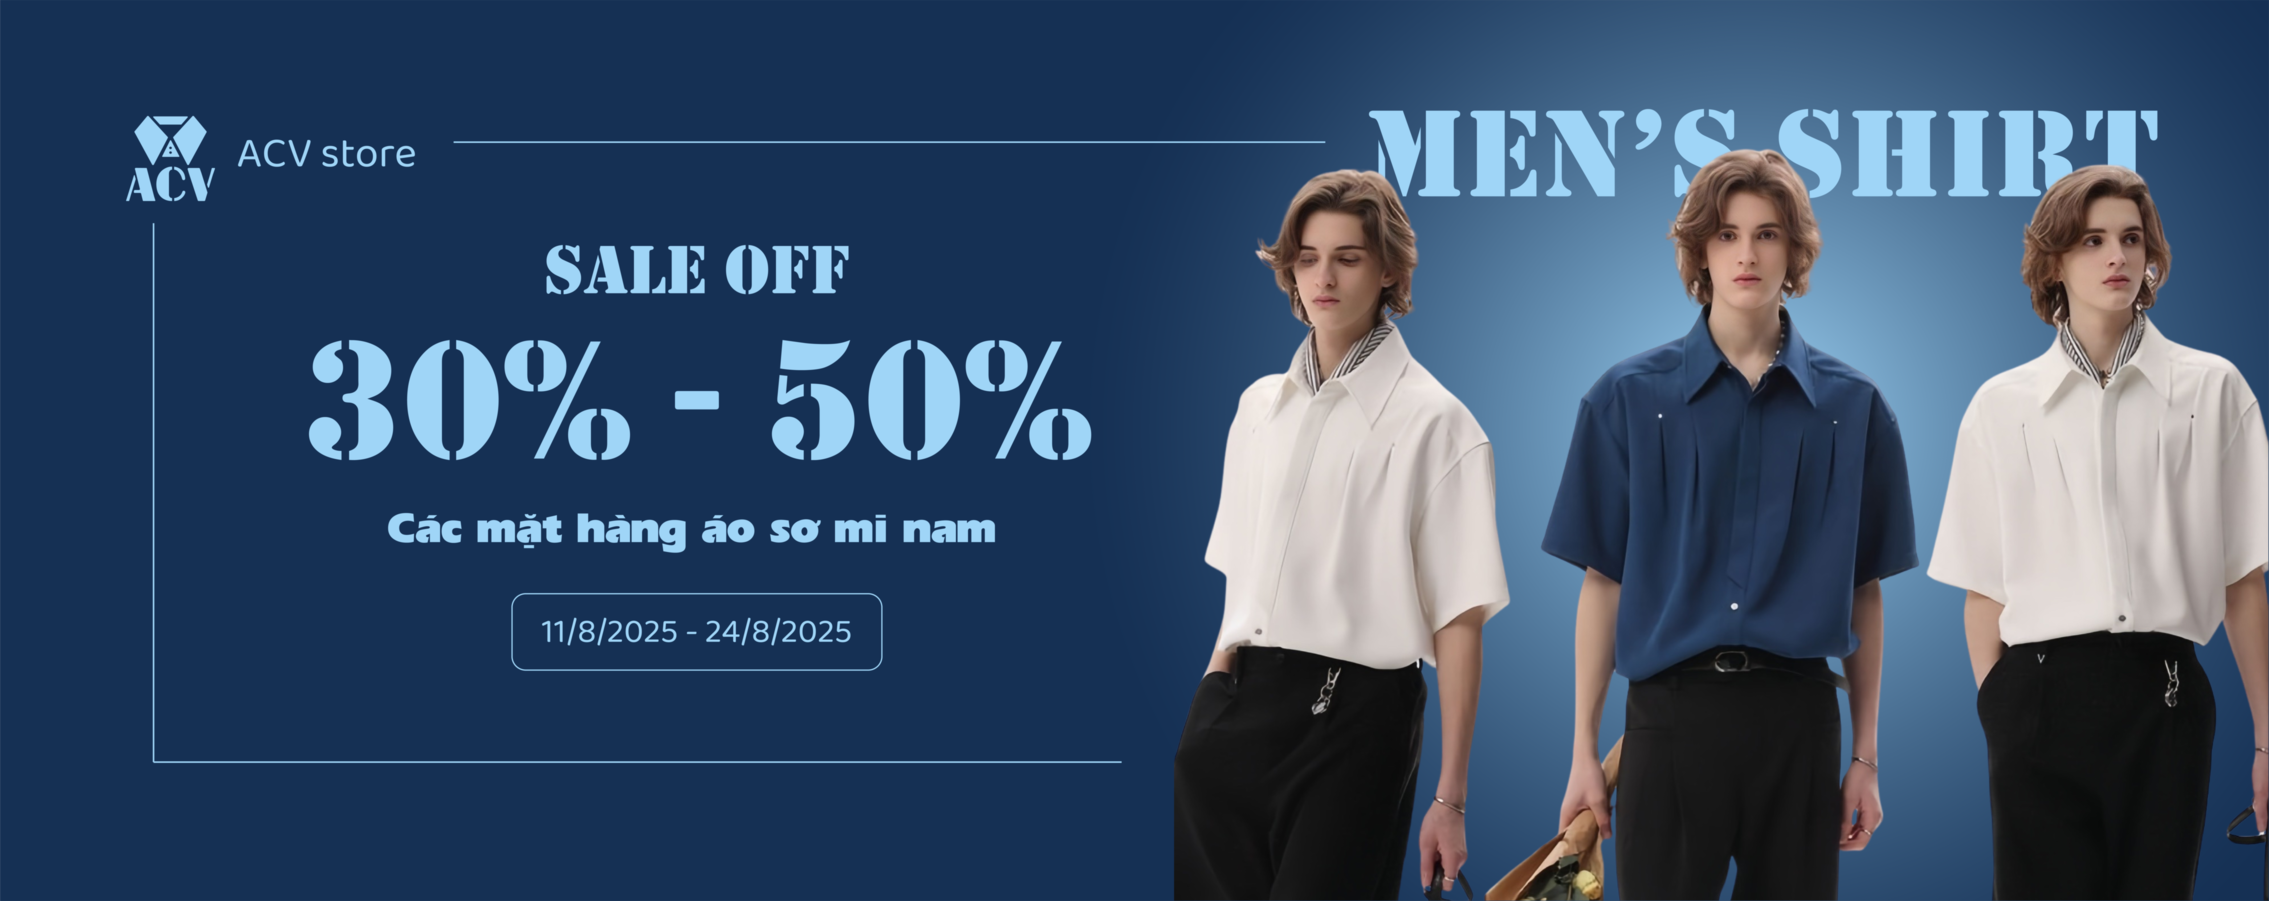 ACV
ACV store
MEN'S SHIRT
SALE OFF
30% - 50%
Các mặt hàng áo sơ mi nam
11/8/2025 - 24/8/2025